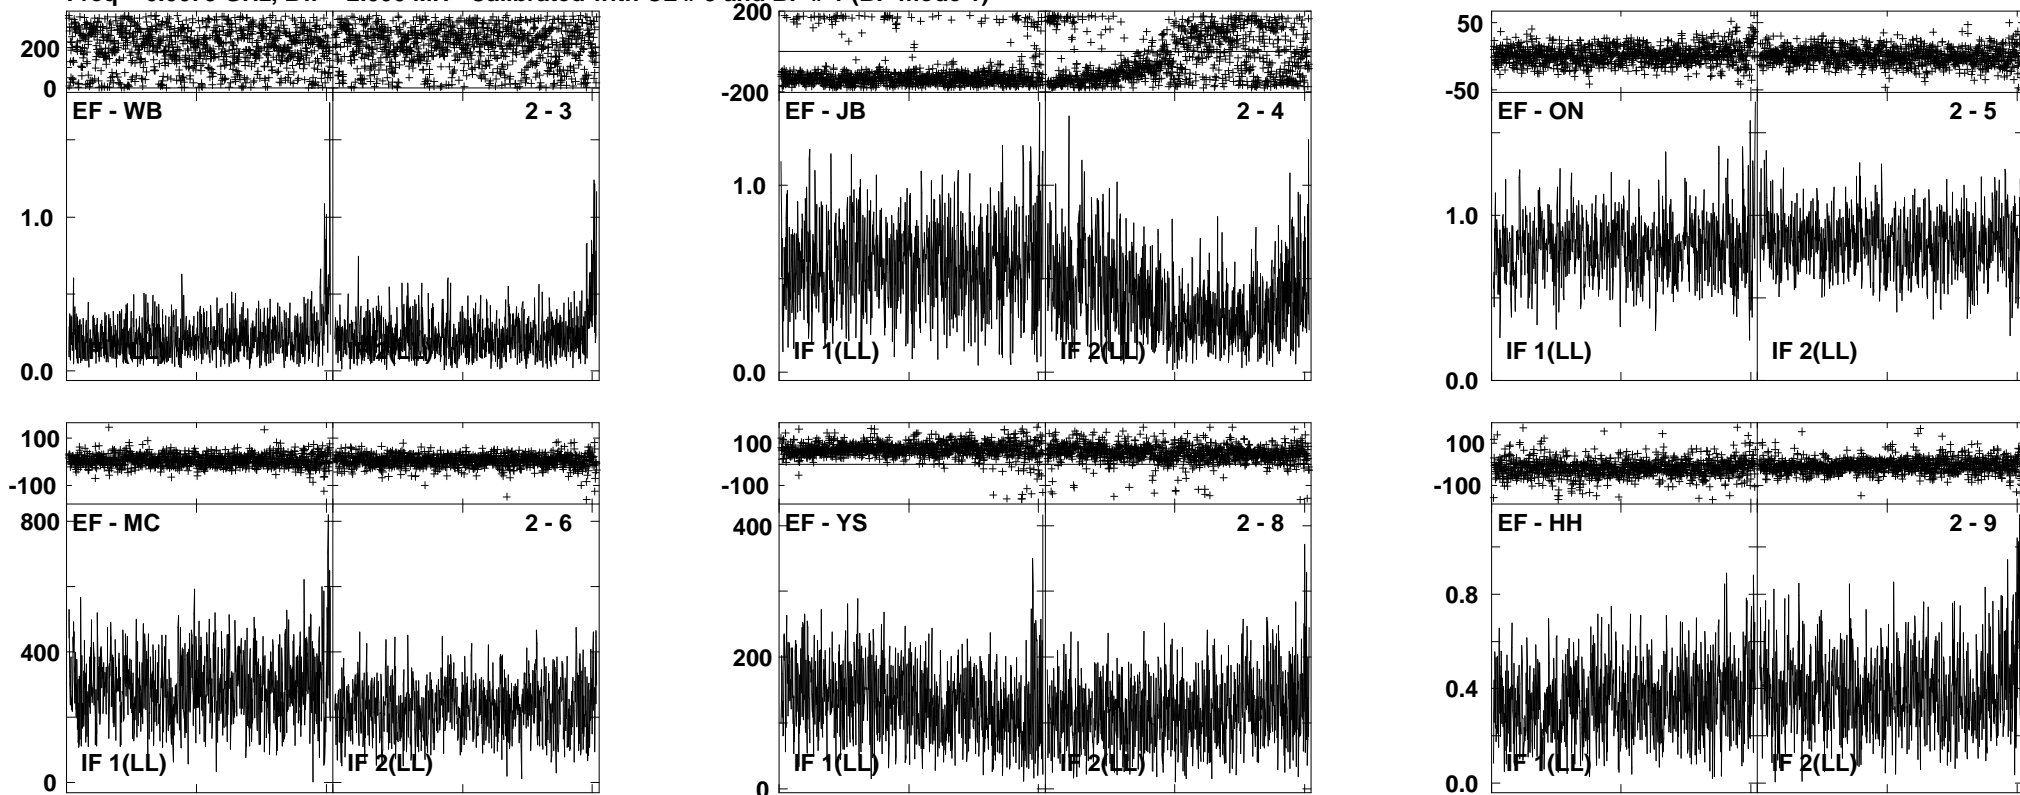 200
0
EF - WB 2 - 3
1.0
0.0
200
-200
EF - JB 2 - 4
1.0
0.0
IF 1(LL) IF 2(LL)
50
-50
EF - ON 2 - 5
1.0
0.0
IF 1(LL) IF 2(LL)
100
-100
EF - MC 2 - 6
800
400
0
IF 1(LL) IF 2(LL)
100
-100
EF - YS 2 - 8
400
200
0
IF 1(LL) IF 2(LL)
100
-100
EF - HH 2 - 9
0.8
0.4
0.0
IF 1(LL) IF 2(LL)